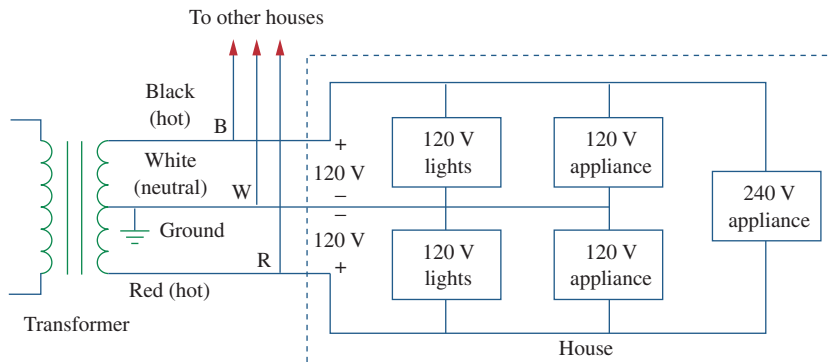 To other houses
Black
(hot)
B
White
(neutral)
W
Ground
R
Red (hot)
Transformer
+
120 V
–
–
120 V
+
120 V
lights
120 V
appliance
240 V
appliance
120 V
lights
120 V
appliance
House